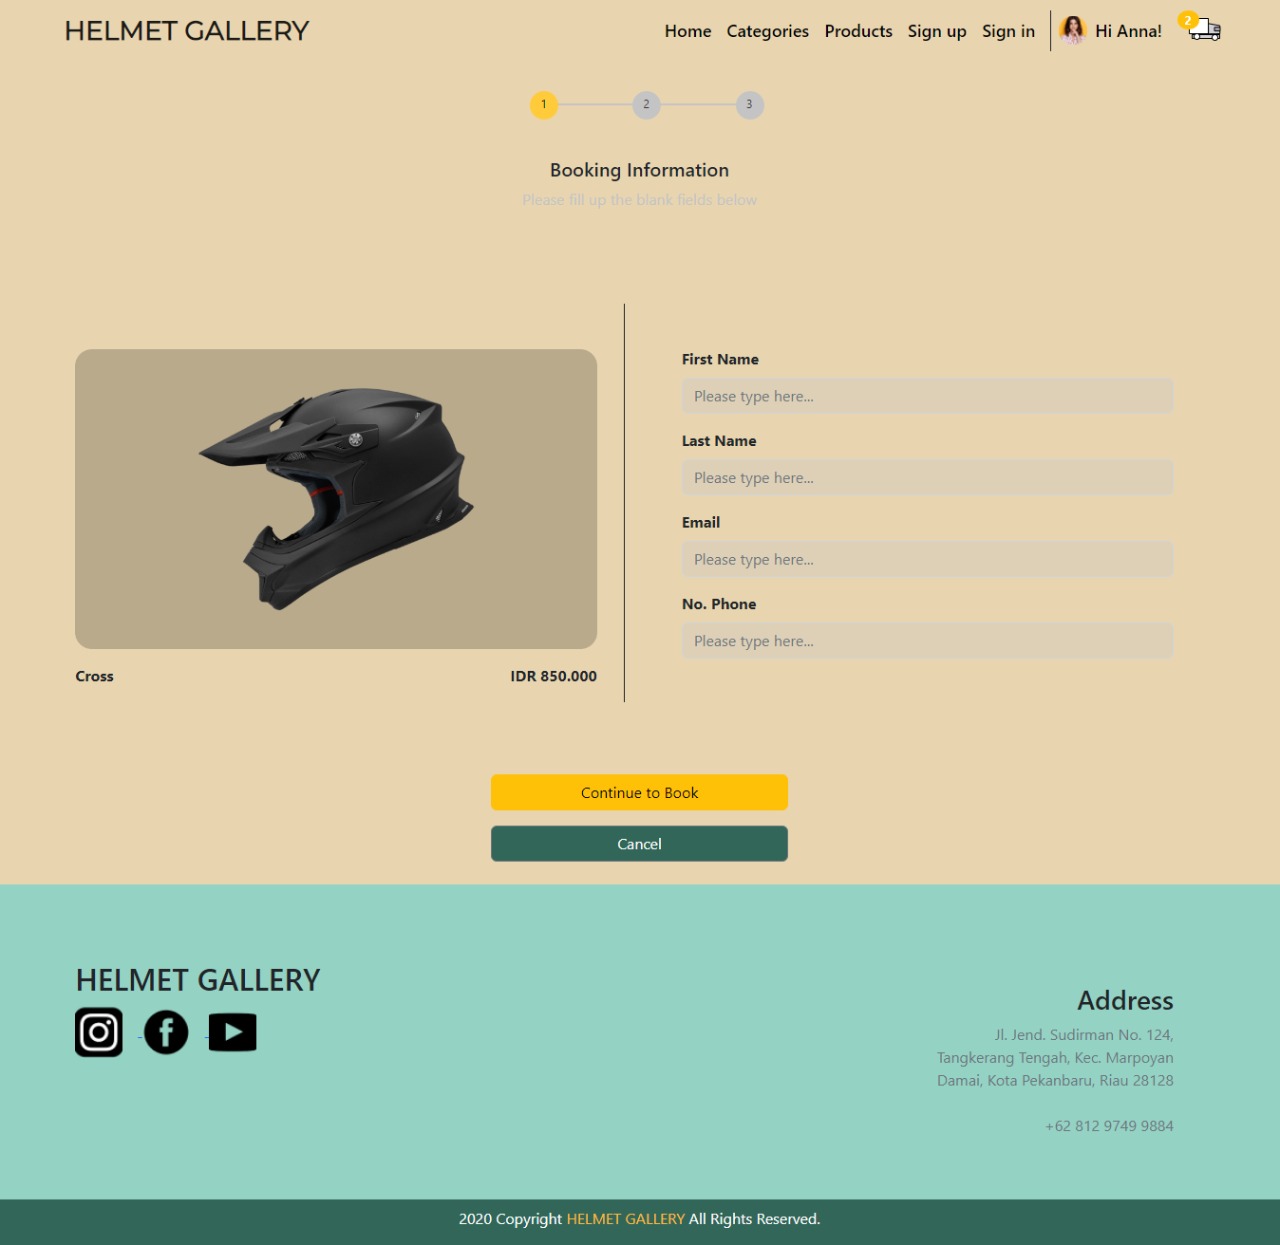 HELMET GALLERY
Home Categories Products Sign up Sign in Hi Anna! 2
1 2 3
Booking Information
Please fill up the blank fields below
Cross IDR 850.000
First Name
Please type here...
Last Name
Please type here...
Email
Please type here...
No. Phone
Please type here...
Continue to Book
Cancel
HELMET GALLERY
Address
Jl. Jend. Sudirman No. 124,
Tangkerang Tengah, Kec. Marpoyan
Damai, Kota Pekanbaru, Riau 28128
+62 812 9749 9884
2020 Copyright HELMET GALLERY All Rights Reserved.